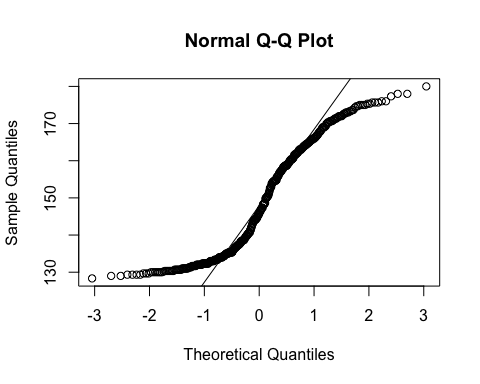 Normal Q-Q Plot
Sample Quantiles
170
150
130
-3 -2 -1 0 1 2 3
Theoretical Quantiles